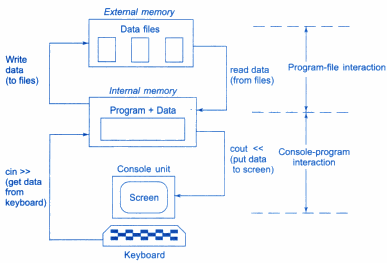 External memory
Data files
Write
data
(to files)
read data
(from files)
Program-file interaction
Internal memory
Program + Data
cin >>
(get data
from
keyboard)
cout <<
(put data
to screen)
Console-program
interaction
Console unit
Screen
Keyboard